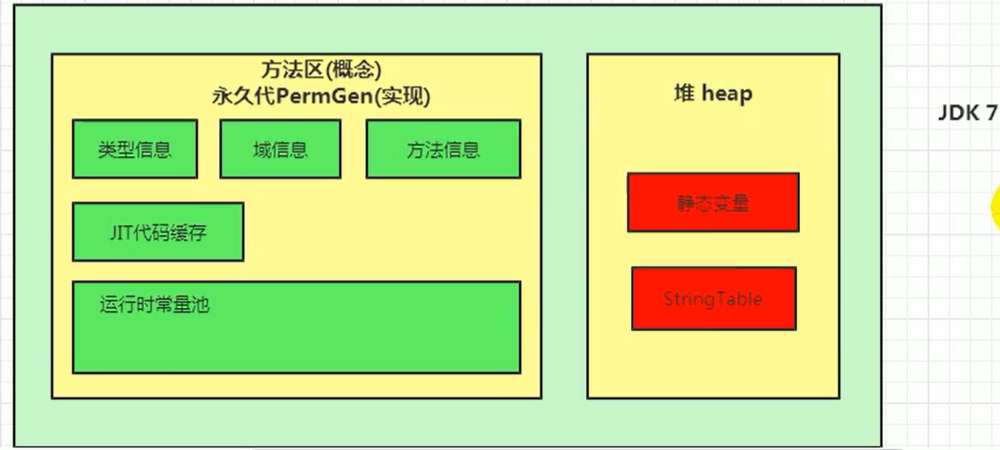 方法区(概念)
永久代PermGen(实现)
类型信息
域信息
方法信息
JIT代码缓存
运行时常量池
堆 heap
静态变量
StringTable
JDK 7